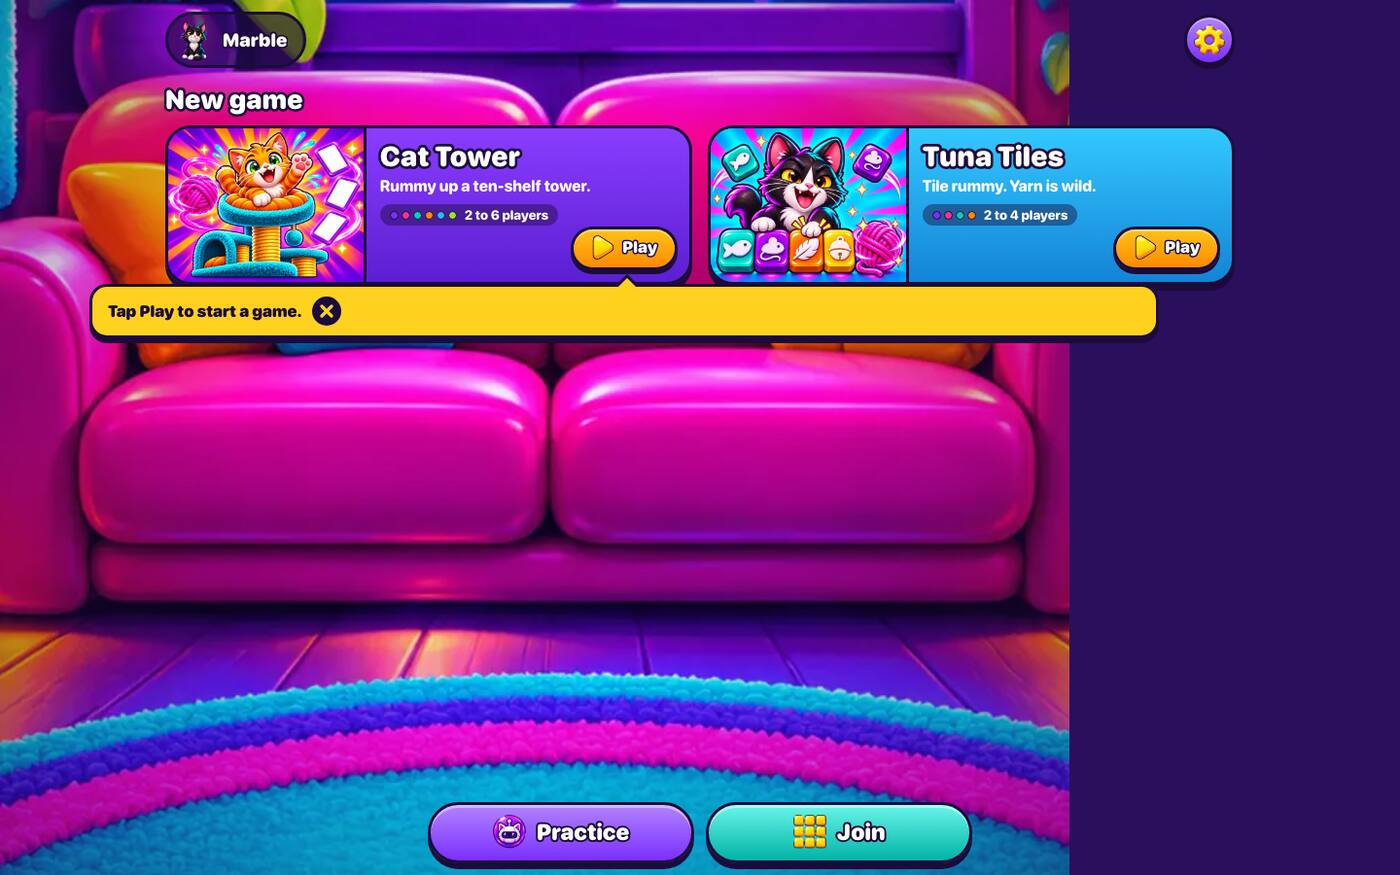 Marble
New game
Cat Tower
Rummy up a ten-shelf tower.
2 to 6 players
Play
Tuna Tiles
Tile rummy. Yarn is wild.
2 to 4 players
Play
Tap Play to start a game.
Practice
Join